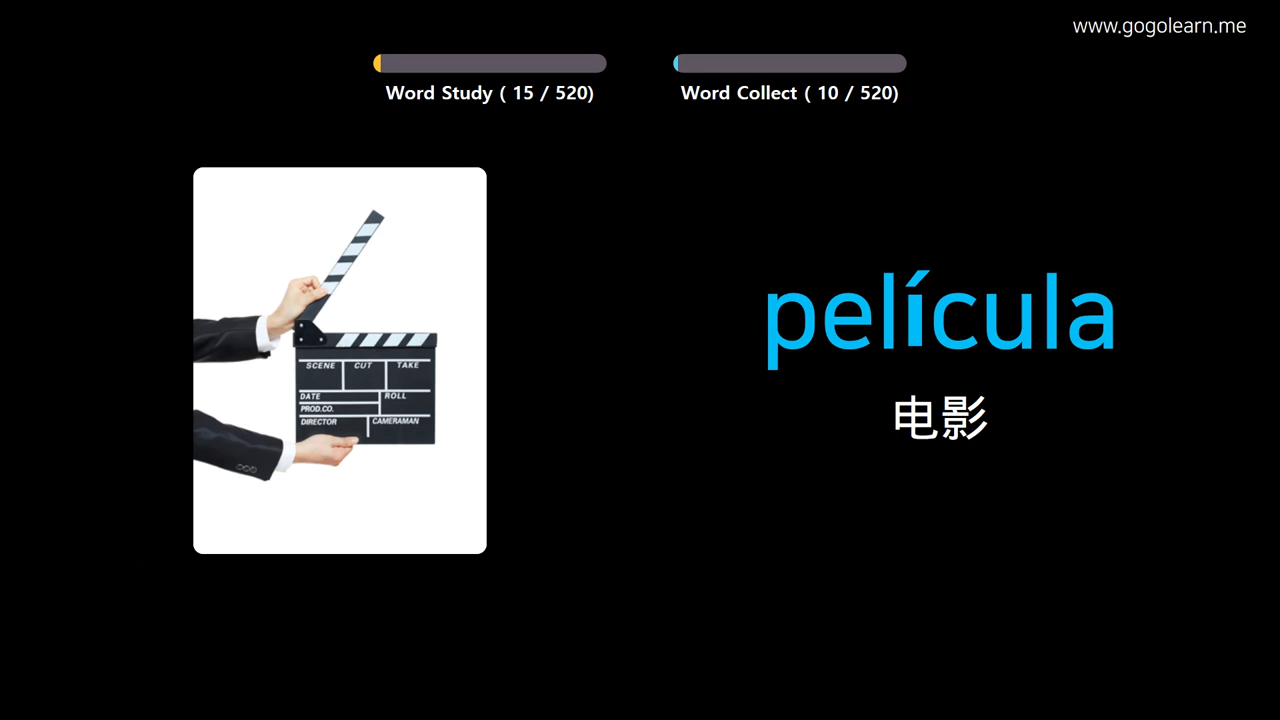 www.gogolearn.me
Word Study ( 15 / 520)
Word Collect ( 10 / 520)
SCENE CUT TAKE
DATE ROLL
PROD.CO.
DIRECTOR CAMERAMAN
película
电影